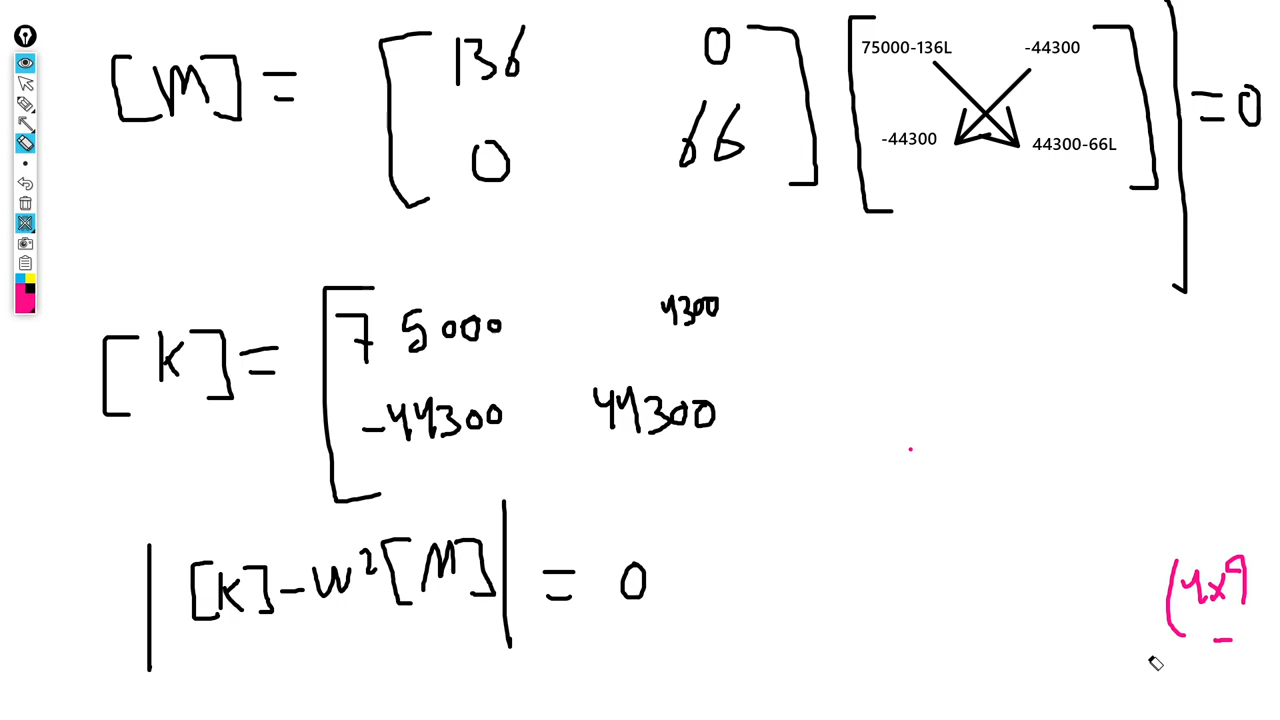 [M] = [ 136 0
0 66 ]
75000-136L -44300
-44300 44300-66L
= 0
[K] = [ 75000 4300
-44300 44300
| [K] - W² [M] | = 0
(4x9